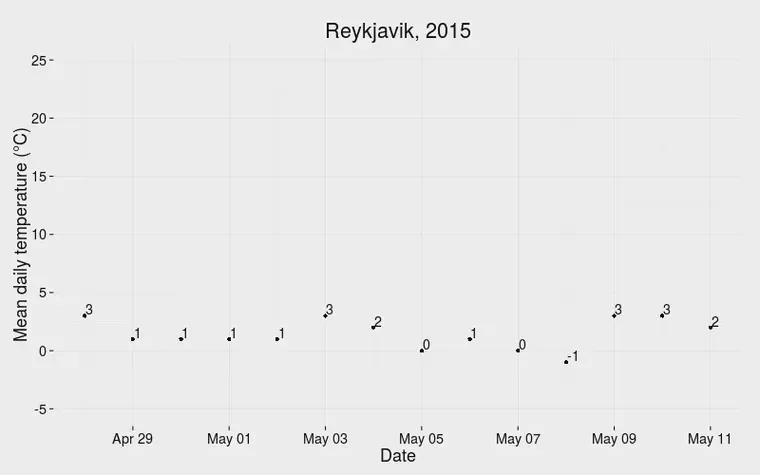 Reykjavik, 2015
Mean daily temperature (°C)
25
20
15
10
5
0
-5
3 1 1 1 1 3 2 0 1 0 -1 3 3 2
Apr 29 May 01 May 03 May 05 May 07 May 09 May 11
Date